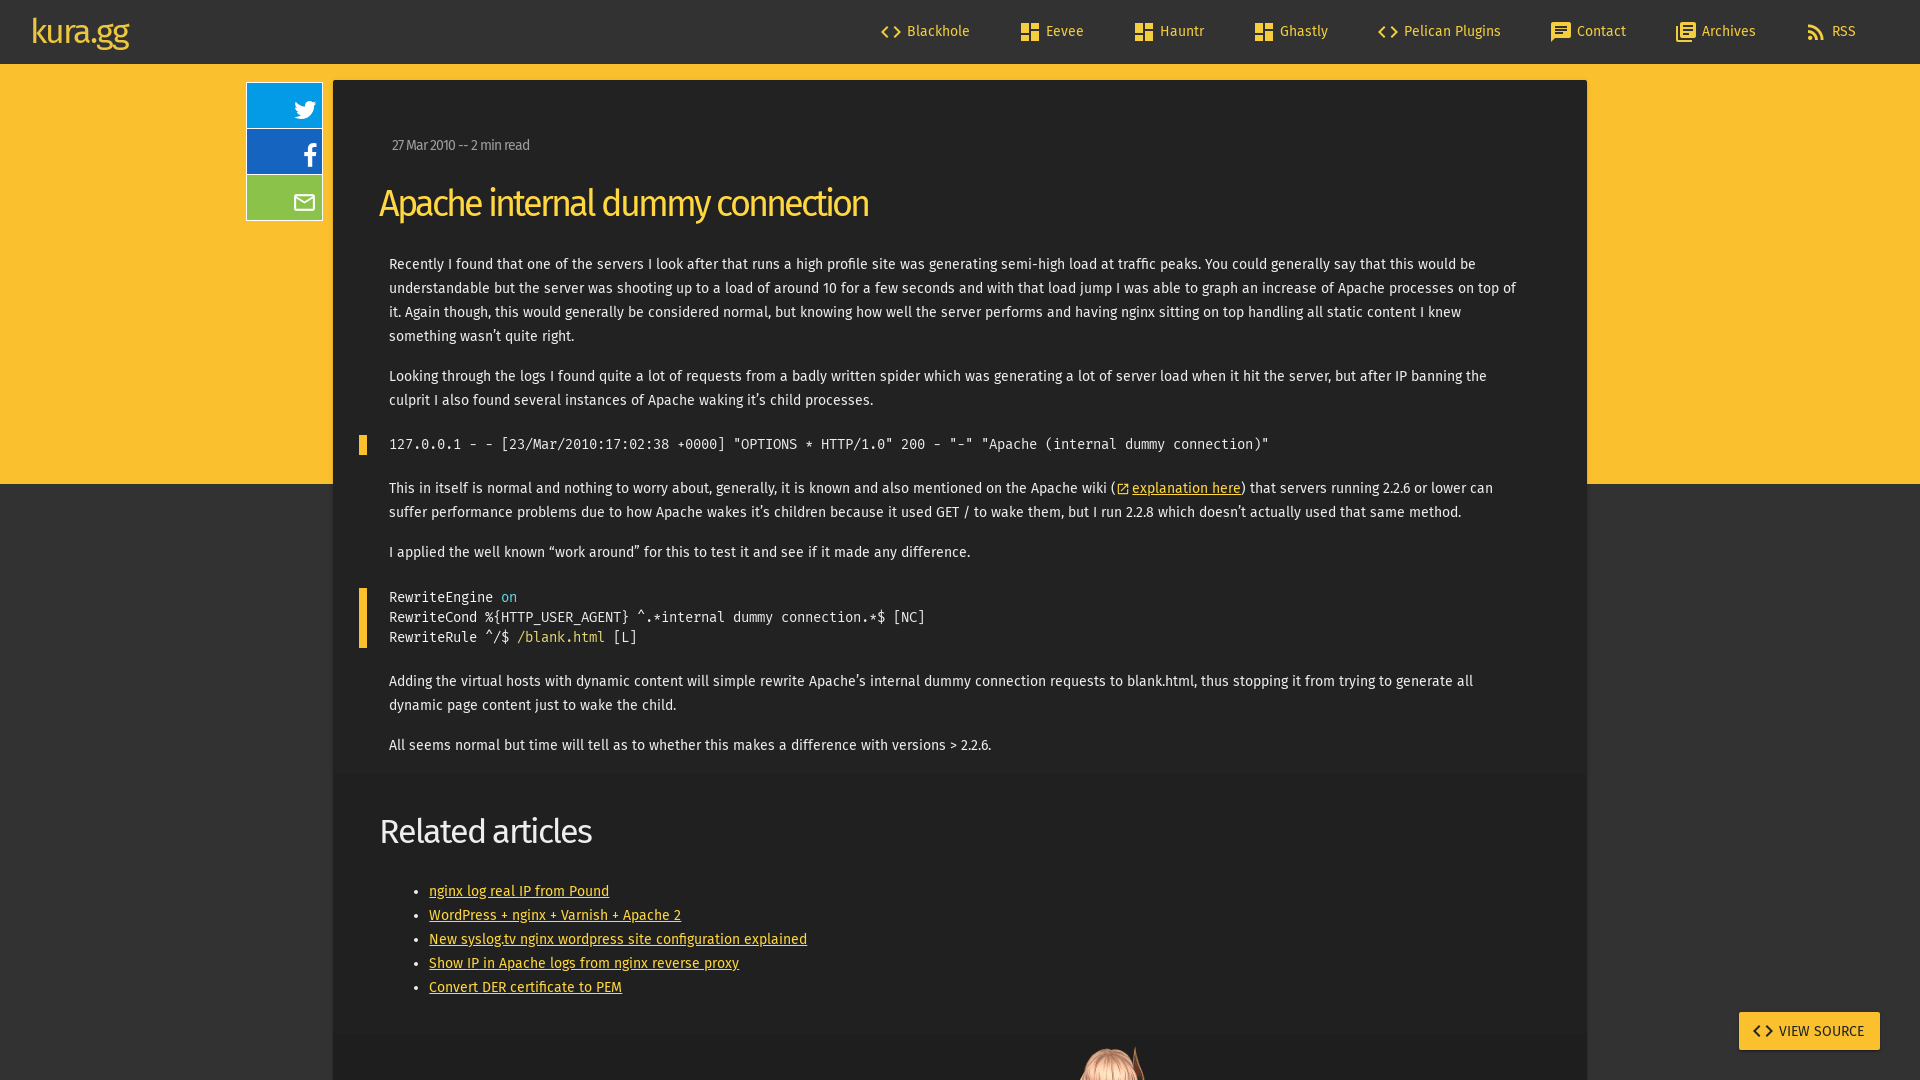 kura.gg
Blackhole
Eevee
Hauntr
Ghastly
Pelican Plugins
Contact
Archives
RSS
27 Mar 2010 -- 2 min read
Apache internal dummy connection
Recently I found that one of the servers I look after that runs a high profile site was generating semi-high load at traffic peaks. You could generally say that this would be
understandable but the server was shooting up to a load of around 10 for a few seconds and with that load jump I was able to graph an increase of Apache processes on top of
it. Again though, this would generally be considered normal, but knowing how well the server performs and having nginx sitting on top handling all static content I knew
something wasn’t quite right.
Looking through the logs I found quite a lot of requests from a badly written spider which was generating a lot of server load when it hit the server, but after IP banning the
culprit I also found several instances of Apache waking it’s child processes.
127.0.0.1 - - [23/Mar/2010:17:02:38 +0000] "OPTIONS * HTTP/1.0" 200 - "-" "Apache (internal dummy connection)"
This in itself is normal and nothing to worry about, generally, it is known and also mentioned on the Apache wiki (explanation here) that servers running 2.2.6 or lower can
suffer performance problems due to how Apache wakes it’s children because it used GET / to wake them, but I run 2.2.8 which doesn’t actually used that same method.
I applied the well known “work around” for this to test it and see if it made any difference.
RewriteEngine on
RewriteCond %{HTTP_USER_AGENT} ^.*internal dummy connection.*$ [NC]
RewriteRule ^/$ /blank.html [L]
Adding the virtual hosts with dynamic content will simple rewrite Apache’s internal dummy connection requests to blank.html, thus stopping it from trying to generate all
dynamic page content just to wake the child.
All seems normal but time will tell as to whether this makes a difference with versions > 2.2.6.
Related articles
nginx log real IP from Pound
WordPress + nginx + Varnish + Apache 2
New syslog.tv nginx wordpress site configuration explained
Show IP in Apache logs from nginx reverse proxy
Convert DER certificate to PEM
VIEW SOURCE